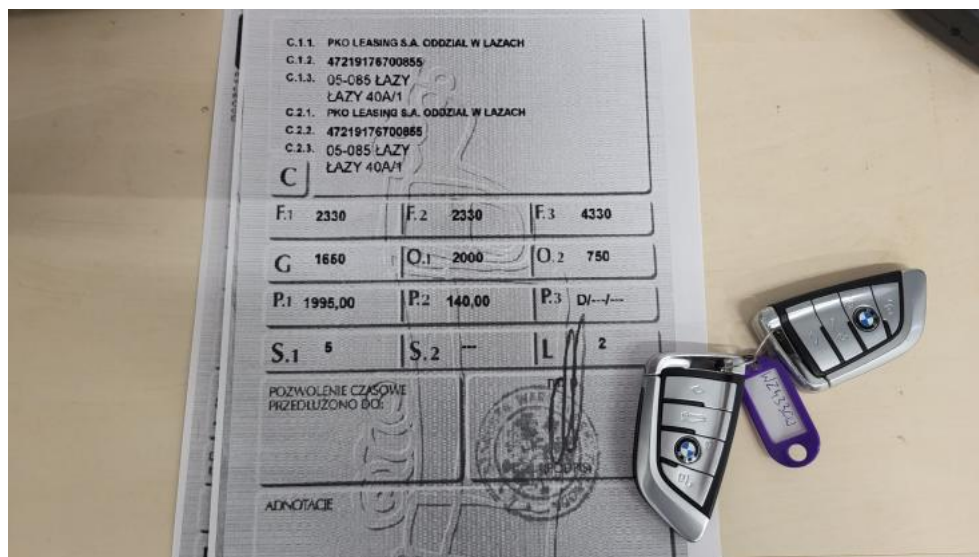 C.1.1. PKO LEASING S.A. ODDZIAŁ W ŁAZACH
C.1.2. 47219176700855
C.1.3. 05-085 ŁAZY
ŁAZY 40A/1
C.2.1. PKO LEASING S.A. ODDZIAŁ W ŁAZACH
C.2.2. 47219176700855
C.2.3. 05-085 ŁAZY
ŁAZY 40A/1
C
F.1 2330 F.2 2330 F.3 4330
G 1650 O.1 2000 O.2 750
P.1 1995,00 P.2 140,00 P.3 D/---/---
S.1 5 S.2 --- L 2
POZWOLENIE CZASOWE
PRZEDŁUŻONO DO:
ADNOTACJE